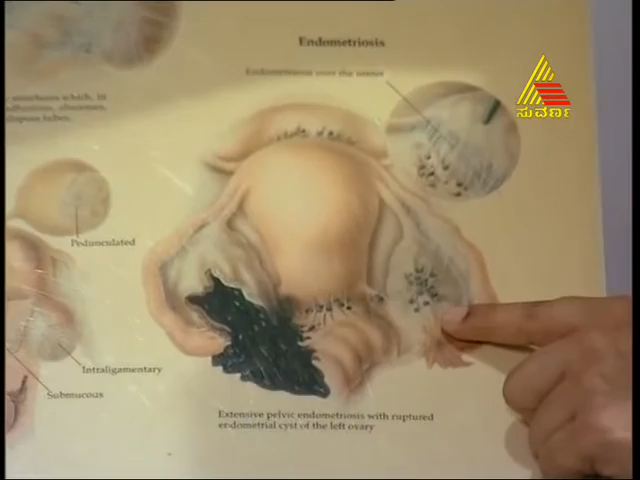 Endometriosis
ಸುವರ್ಣ
Pedunculated
Intraligamentary
Submucous
Extensive pelvic endometriosis with ruptured
endometrial cyst of the left ovary